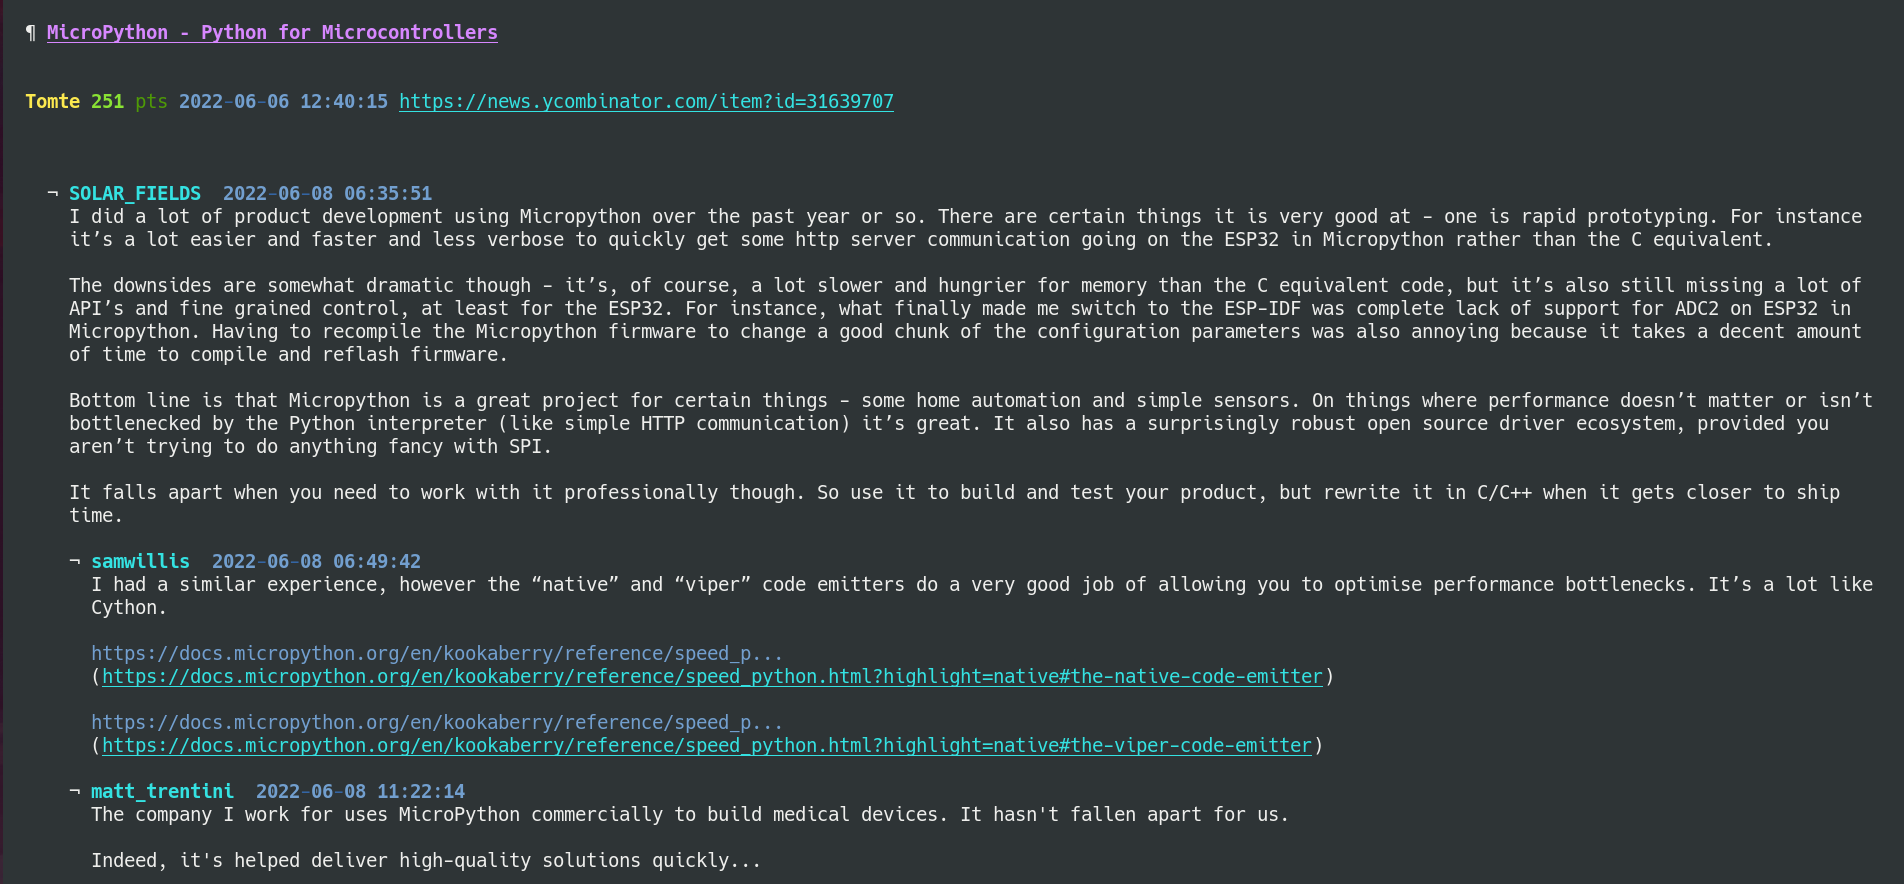 ¶ MicroPython - Python for Microcontrollers
Tomte 251 pts 2022-06-06 12:40:15 https://news.ycombinator.com/item?id=31639707
¬ SOLAR_FIELDS 2022-06-08 06:35:51
I did a lot of product development using Micropython over the past year or so. There are certain things it is very good at – one is rapid prototyping. For instance
it’s a lot easier and faster and less verbose to quickly get some http server communication going on the ESP32 in Micropython rather than the C equivalent.
The downsides are somewhat dramatic though – it’s, of course, a lot slower and hungrier for memory than the C equivalent code, but it’s also still missing a lot of
API’s and fine grained control, at least for the ESP32. For instance, what finally made me switch to the ESP-IDF was complete lack of support for ADC2 on ESP32 in
Micropython. Having to recompile the Micropython firmware to change a good chunk of the configuration parameters was also annoying because it takes a decent amount
of time to compile and reflash firmware.
Bottom line is that Micropython is a great project for certain things – some home automation and simple sensors. On things where performance doesn’t matter or isn’t
bottlenecked by the Python interpreter (like simple HTTP communication) it’s great. It also has a surprisingly robust open source driver ecosystem, provided you
aren’t trying to do anything fancy with SPI.
It falls apart when you need to work with it professionally though. So use it to build and test your product, but rewrite it in C/C++ when it gets closer to ship
time.
¬ samwillis 2022-06-08 06:49:42
I had a similar experience, however the “native” and “viper” code emitters do a very good job of allowing you to optimise performance bottlenecks. It’s a lot like
Cython.
https://docs.micropython.org/en/kookaberry/reference/speed_p...
(https://docs.micropython.org/en/kookaberry/reference/speed_python.html?highlight=native#the-native-code-emitter)
https://docs.micropython.org/en/kookaberry/reference/speed_p...
(https://docs.micropython.org/en/kookaberry/reference/speed_python.html?highlight=native#the-viper-code-emitter)
¬ matt_trentini 2022-06-08 11:22:14
The company I work for uses MicroPython commercially to build medical devices. It hasn't fallen apart for us.
Indeed, it's helped deliver high-quality solutions quickly...